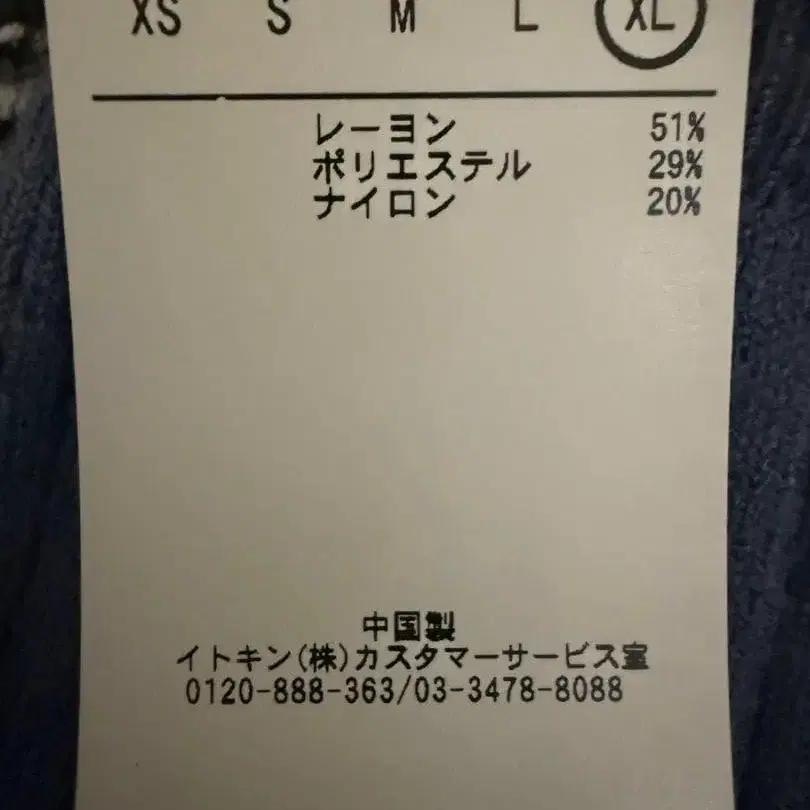 XS S M L XL
レーヨン 51%
ポリエステル 29%
ナイロン 20%
中国製
イトキン(株)カスタマーサービス室
0120-888-363/03-3478-8088